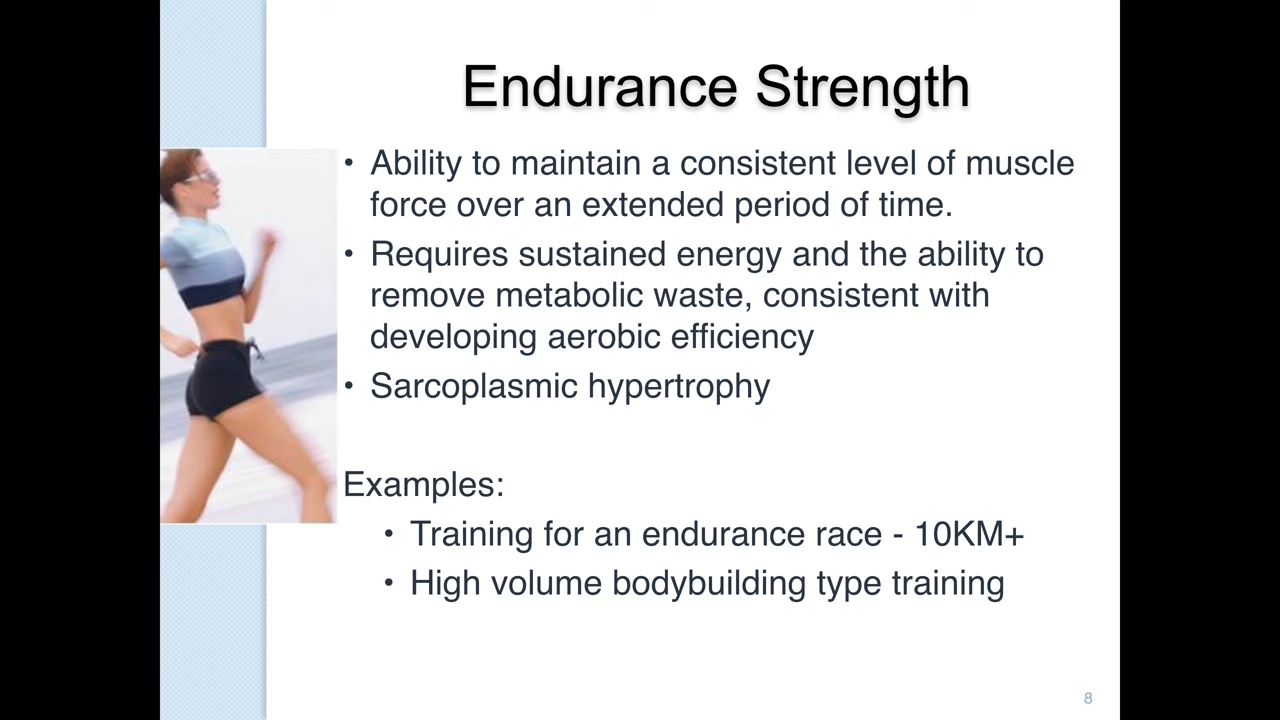 Endurance Strength
• Ability to maintain a consistent level of muscle
force over an extended period of time.
• Requires sustained energy and the ability to
remove metabolic waste, consistent with
developing aerobic efficiency
• Sarcoplasmic hypertrophy
Examples:
• Training for an endurance race - 10KM+
• High volume bodybuilding type training
8